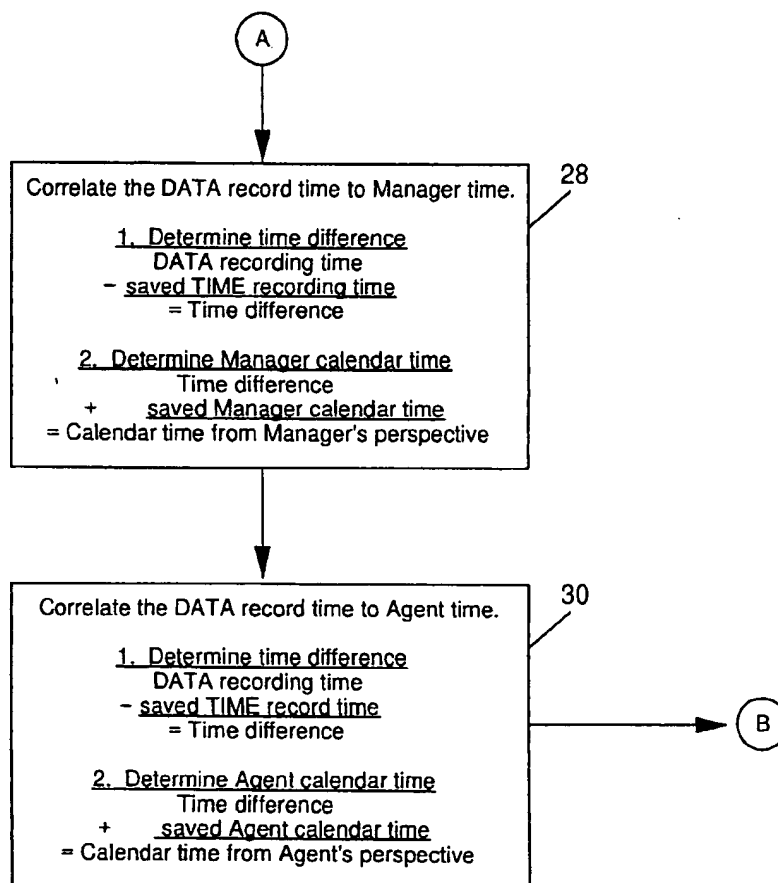 A
Correlate the DATA record time to Manager time.
28
1. Determine time difference
DATA recording time
- saved TIME recording time
= Time difference
2. Determine Manager calendar time
Time difference
+ saved Manager calendar time
= Calendar time from Manager's perspective
Correlate the DATA record time to Agent time.
30
1. Determine time difference
DATA recording time
- saved TIME record time
= Time difference
B
2. Determine Agent calendar time
Time difference
+ saved Agent calendar time
= Calendar time from Agent's perspective